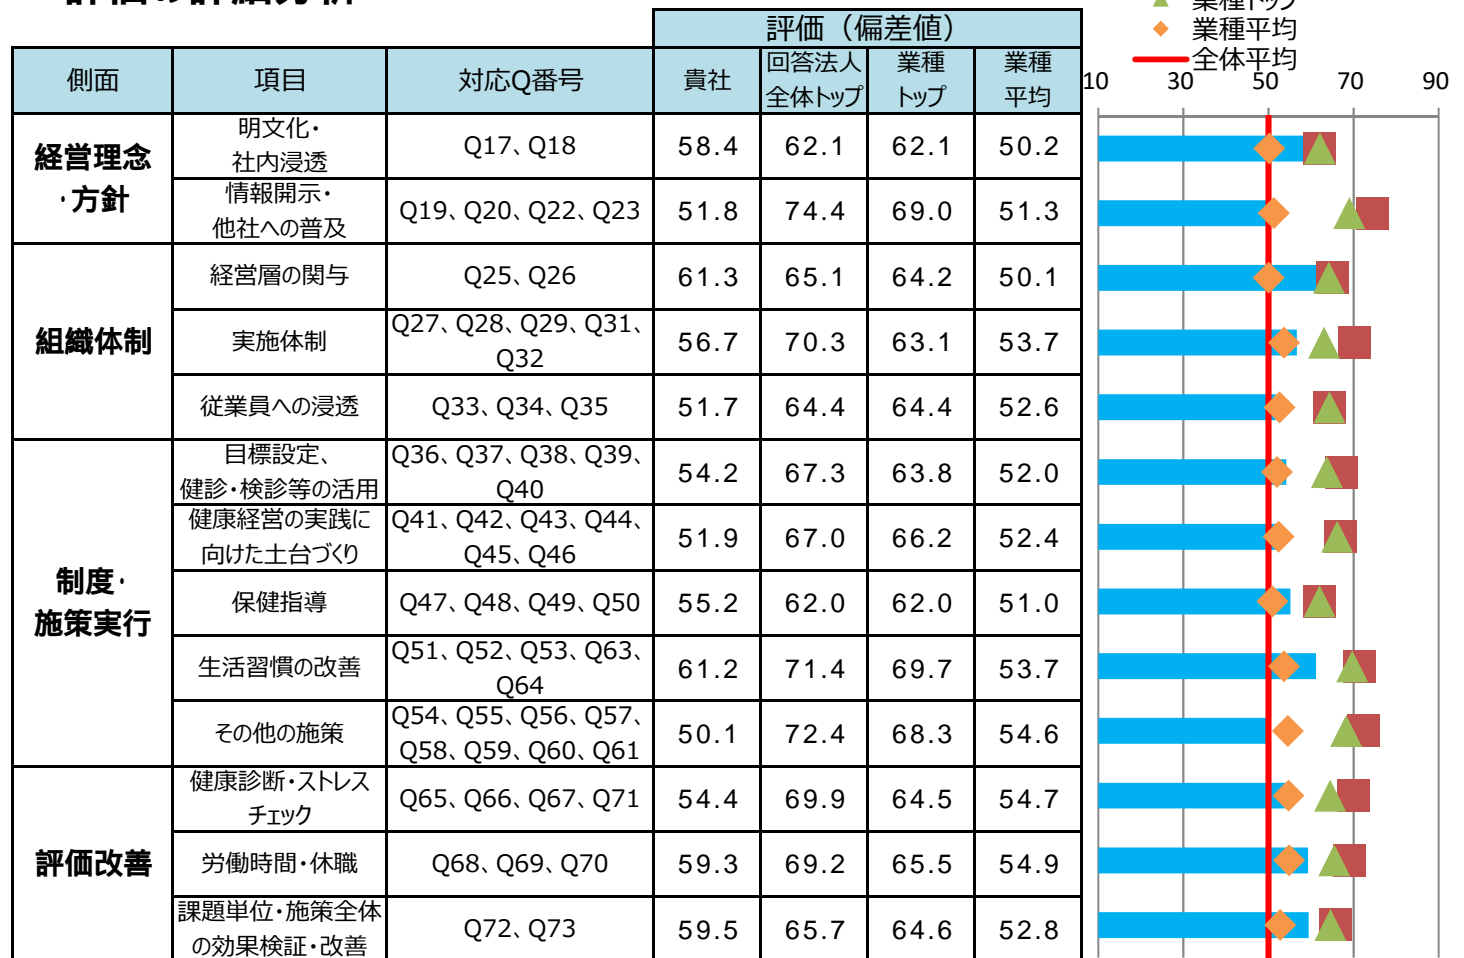 評価の詳細分析
業種トップ
業種平均
全体平均
評価（偏差値）
側面 項目 対応Q番号 貴社 回答法人全体トップ 業種トップ 業種平均
10 30 50 70 90
経営理念・方針
明文化・
社内浸透
Q17、Q18 58.4 62.1 62.1 50.2
情報開示・
他社への普及
Q19、Q20、Q22、Q23 51.8 74.4 69.0 51.3
組織体制
経営層の関与 Q25、Q26 61.3 65.1 64.2 50.1
実施体制
Q27、Q28、Q29、Q31、
Q32
56.7 70.3 63.1 53.7
従業員への浸透 Q33、Q34、Q35 51.7 64.4 64.4 52.6
制度・
施策実行
目標設定、
健診・検診等の活用
Q36、Q37、Q38、Q39、
Q40
54.2 67.3 63.8 52.0
健康経営の実践に
向けた土台づくり
Q41、Q42、Q43、Q44、
Q45、Q46
51.9 67.0 66.2 52.4
保健指導 Q47、Q48、Q49、Q50 55.2 62.0 62.0 51.0
生活習慣の改善
Q51、Q52、Q53、Q63、
Q64
61.2 71.4 69.7 53.7
その他の施策
Q54、Q55、Q56、Q57、
Q58、Q59、Q60、Q61
50.1 72.4 68.3 54.6
評価改善
健康診断・ストレス
チェック
Q65、Q66、Q67、Q71 54.4 69.9 64.5 54.7
労働時間・休職 Q68、Q69、Q70 59.3 69.2 65.5 54.9
課題単位・施策全体
の効果検証・改善
Q72、Q73 59.5 65.7 64.6 52.8